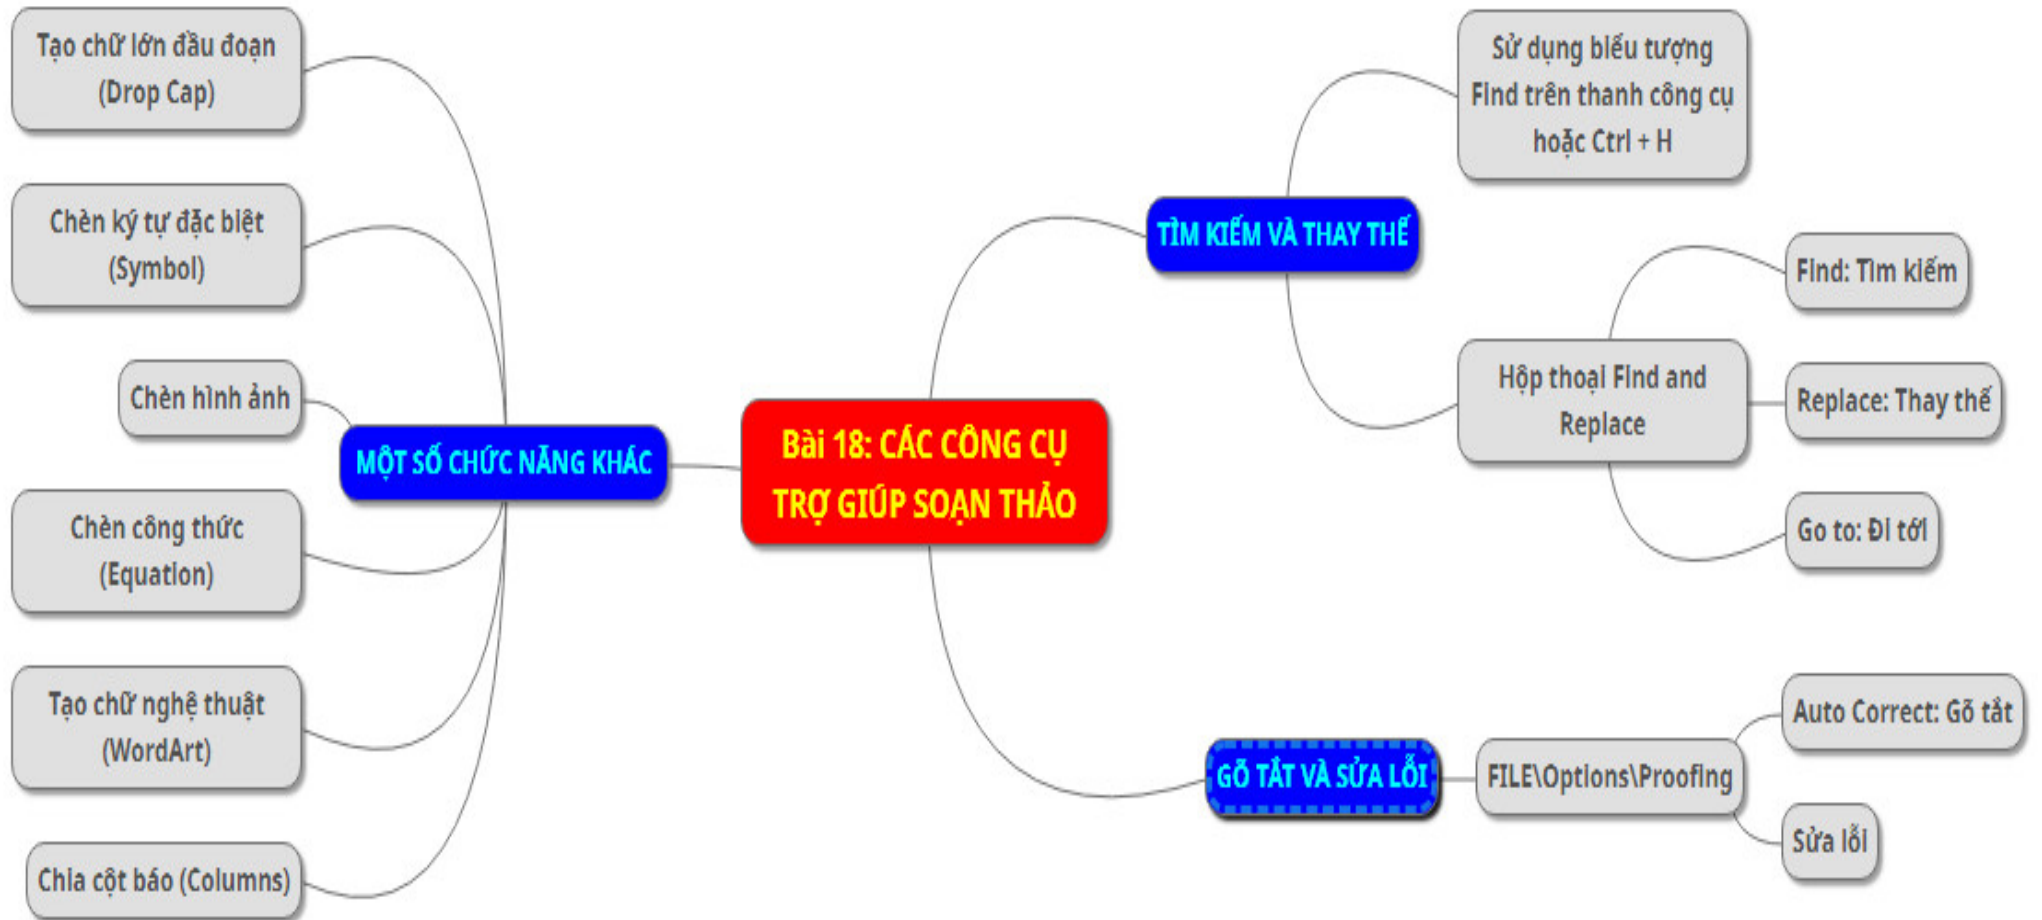 Tạo chữ lớn đầu đoạn
(Drop Cap)
Chèn ký tự đặc biệt
(Symbol)
Chèn hình ảnh
Chèn công thức
(Equation)
Tạo chữ nghệ thuật
(WordArt)
Chia cột báo (Columns)
MỘT SỐ CHỨC NĂNG KHÁC
Bài 18: CÁC CÔNG CỤ
TRỢ GIÚP SOẠN THẢO
TÌM KIẾM VÀ THAY THẾ
Sử dụng biểu tượng
Find trên thanh công cụ
hoặc Ctrl + H
Hộp thoại Find and
Replace
Find: Tìm kiếm
Replace: Thay thế
Go to: Đi tới
GÕ TẮT VÀ SỬA LỖI
FILE\Options\Proofing
Auto Correct: Gõ tắt
Sửa lỗi